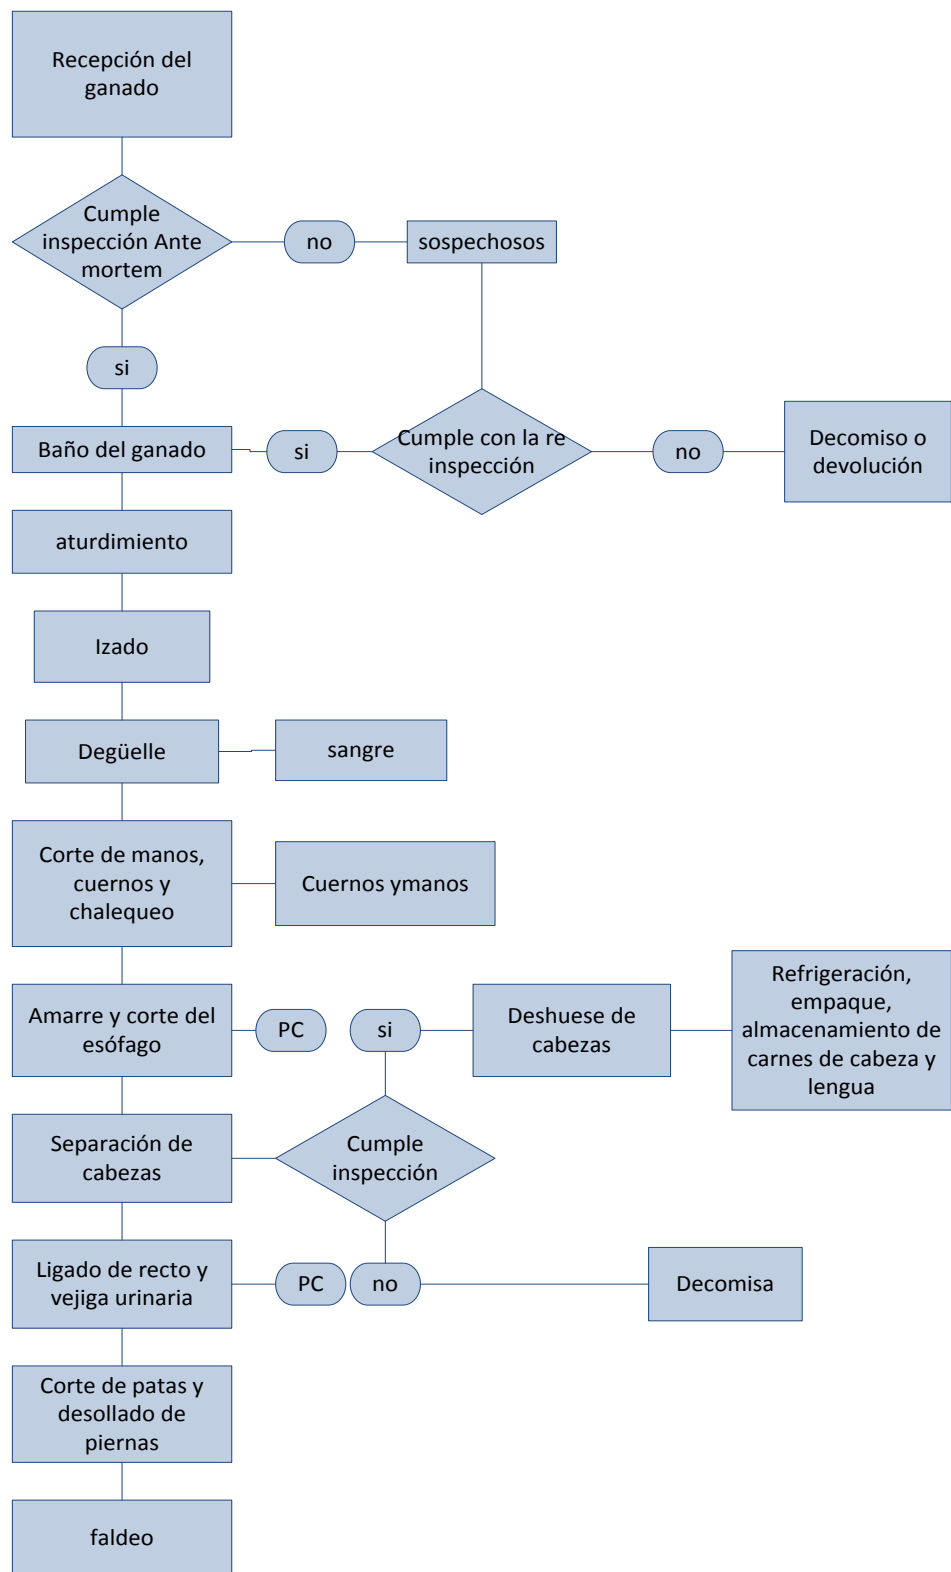 Recepción del
ganado
Cumple
inspección Ante
mortem
no
sospechosos
si
Baño del ganado
si
Cumple con la re
inspección
no
Decomiso o
devolución
aturdimiento
Izado
Degüelle
sangre
Corte de manos,
cuernos y
chalequeo
Cuernos ymanos
Amarre y corte del
esófago
PC
si
Deshuese de
cabezas
Refrigeración,
empaque,
almacenamiento de
carnes de cabeza y
lengua
Separación de
cabezas
Cumple
inspección
Ligado de recto y
vejiga urinaria
PC
no
Decomisa
Corte de patas y
desollado de
piernas
faldeo